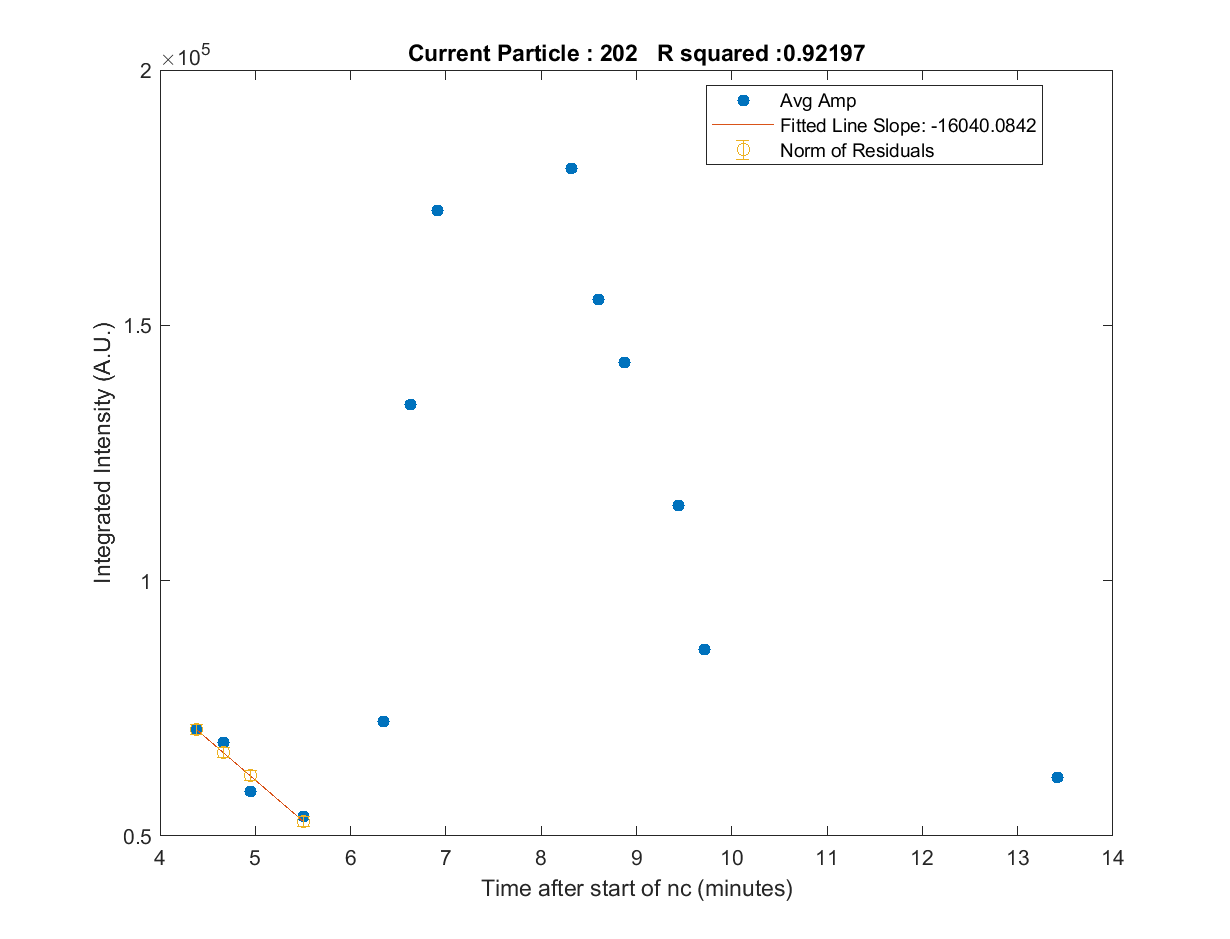 Current Particle : 202 R squared :0.92197
×10^5
2
1.5
1
0.5
Integrated Intensity (A.U.)
Avg Amp
Fitted Line Slope: -16040.0842
Norm of Residuals
4 5 6 7 8 9 10 11 12 13 14
Time after start of nc (minutes)